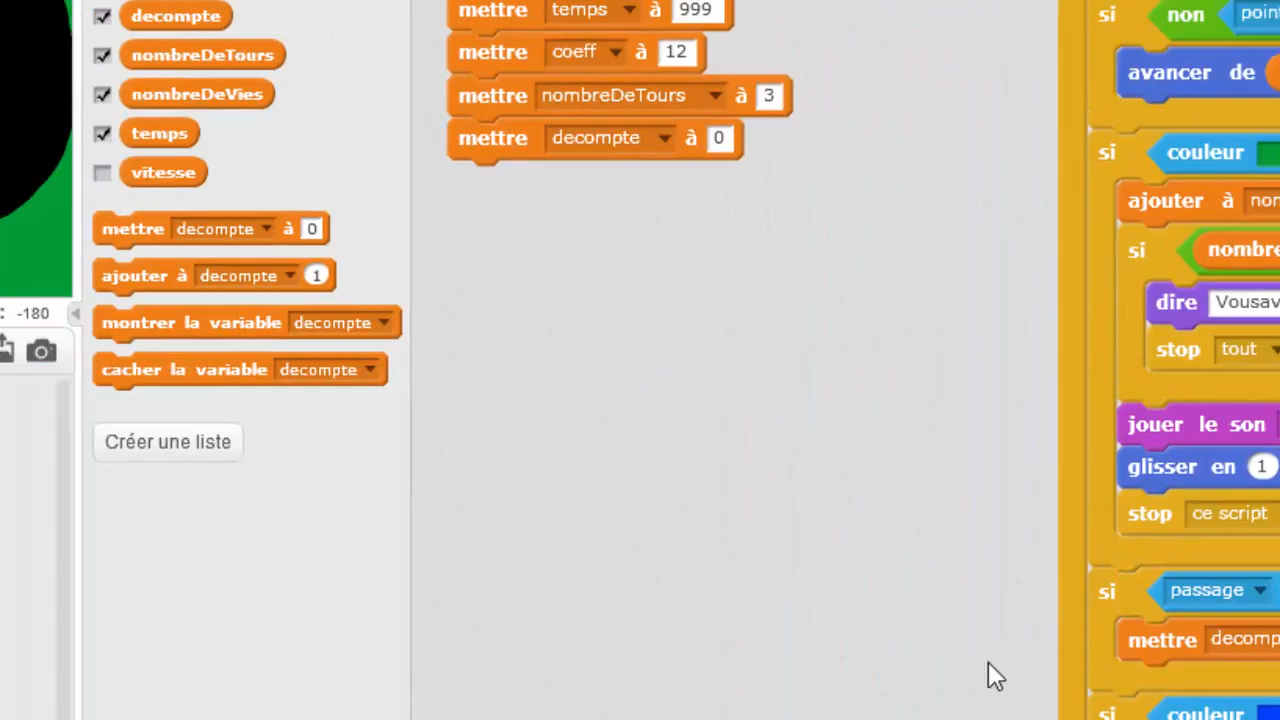 decompte
nombreDeTours
nombreDeVies
temps
vitesse
mettre decompte à 0
ajouter à decompte 1
montrer la variable decompte
cacher la variable decompte
Créer une liste
: -180
mettre temps à 999
mettre coeff à 12
mettre nombreDeTours à 3
mettre decompte à 0
si non
avancer de
si couleur
ajouter à
si
dire
stop tout
jouer le son
glisser en 1
stop ce script
si passage
mettre
si couleur